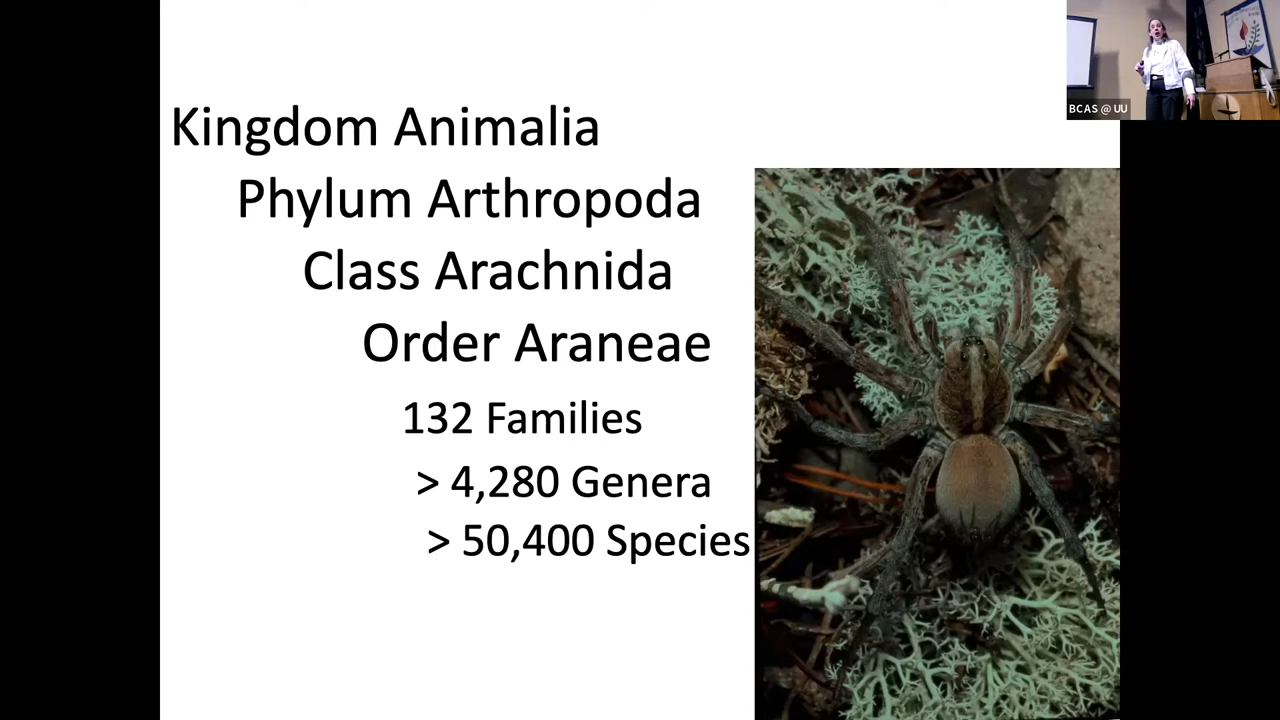 BCAS @ UU
Kingdom Animalia
Phylum Arthropoda
Class Arachnida
Order Araneae
132 Families
> 4,280 Genera
> 50,400 Species